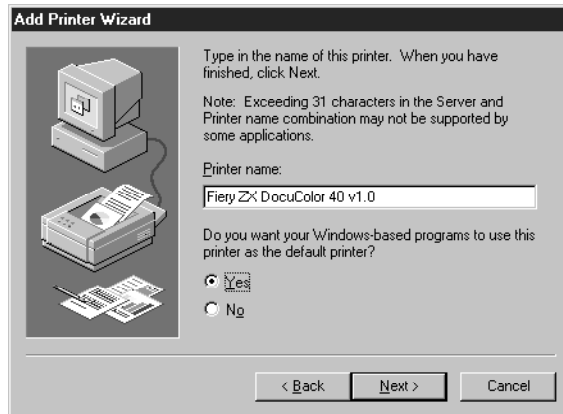 Add Printer Wizard
Type in the name of this printer.  When you have
finished, click Next.
Note:  Exceeding 31 characters in the Server and
Printer name combination may not be supported by
some applications.
Printer name:
Fiery ZX DocuColor 40 v1.0
Do you want your Windows-based programs to use this
printer as the default printer?
Yes
No
< Back
Next >
Cancel